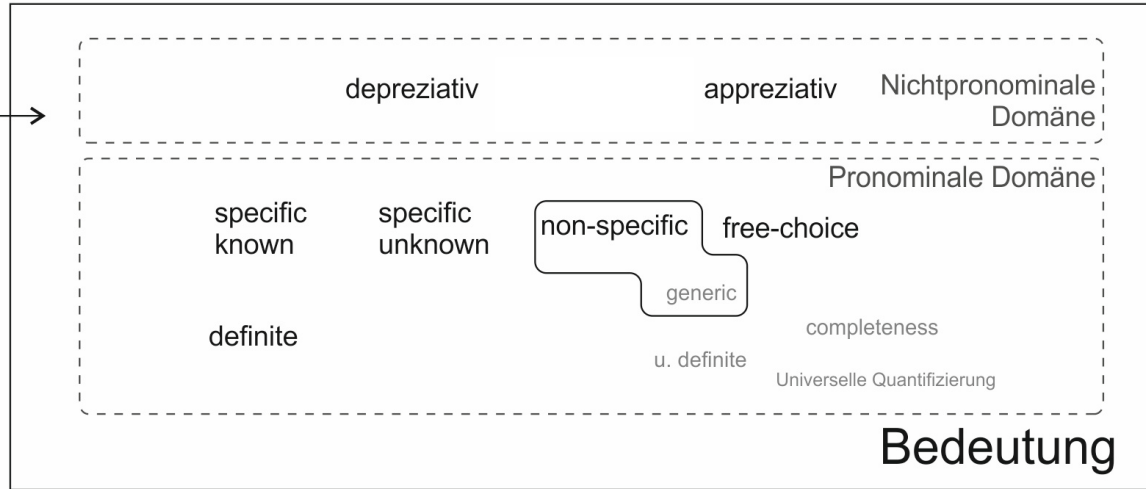 depreziativ
appreziativ
Nichtpronominale
Domäne
Pronominale Domäne
specific
known
specific
unknown
non-specific
free-choice
generic
definite
completeness
u. definite
Universelle Quantifizierung
Bedeutung